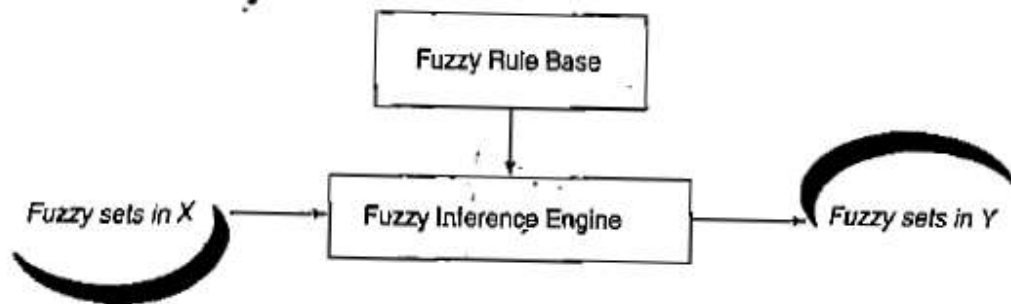 Fuzzy Rule Base
Fuzzy sets in X
Fuzzy Inference Engine
Fuzzy sets in Y